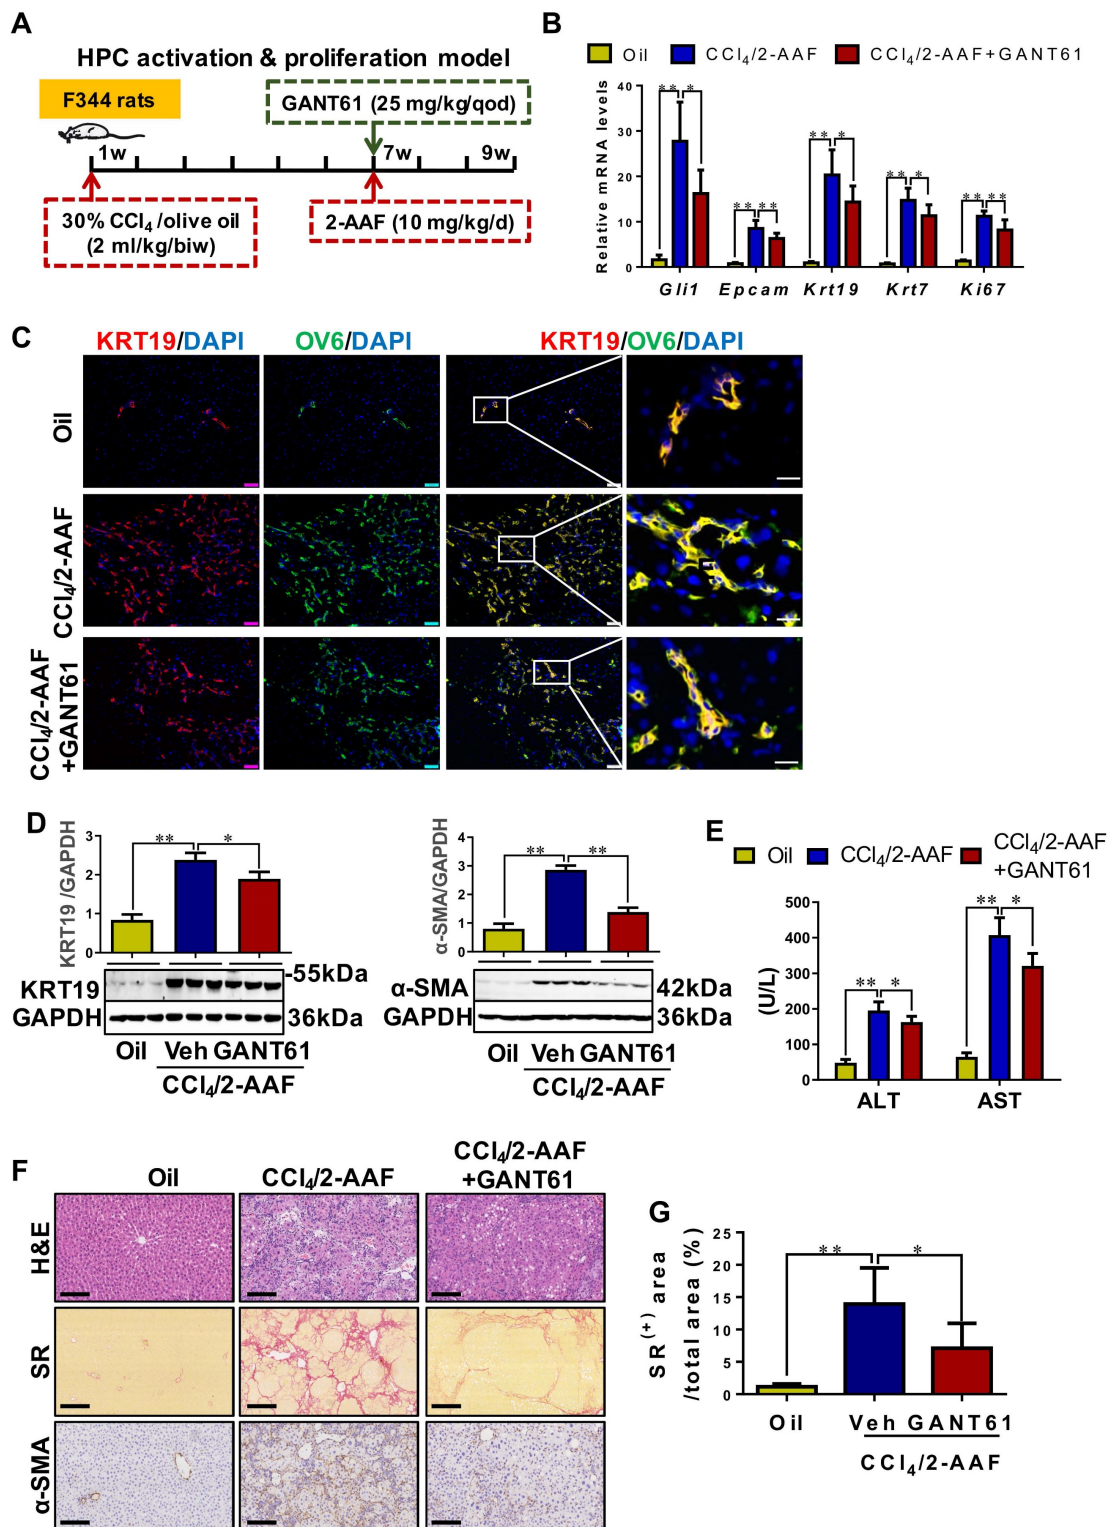 A
HPC activation & proliferation model
F344 rats
GANT61 (25 mg/kg/qod)
1w
7w
9w
30% CCl₄ /olive oil
(2 ml/kg/biw)
2-AAF (10 mg/kg/d)
B
Oil
CCl₄/2-AAF
CCl₄/2-AAF+GANT61
Relative mRNA levels
40
30
20
10
0
** *
** **
** *
** *
** **
Gli1
Epcam
Krt19
Krt7
Ki67
C
KRT19/DAPI
OV6/DAPI
KRT19/OV6/DAPI
Oil
CCl₄/2-AAF
CCl₄/2-AAF
+GANT61
D
KRT19 /GAPDH
3
2
1
0
** *
KRT19
-55kDa
GAPDH
36kDa
Oil
Veh GANT61
CCl₄/2-AAF
α-SMA/GAPDH
4
3
2
1
0
** **
α-SMA
42kDa
GAPDH
36kDa
Oil
Veh GANT61
CCl₄/2-AAF
E
Oil
CCl₄/2-AAF
CCl₄/2-AAF
+GANT61
(U/L)
500
400
300
200
100
0
** *
** *
ALT
AST
F
Oil
CCl₄/2-AAF
CCl₄/2-AAF
+GANT61
H&E
SR
α-SMA
G
SR⁽⁺⁾ area
/total area (%)
25
20
15
10
5
0
** *
Oil
Veh GANT61
CCl₄/2-AAF